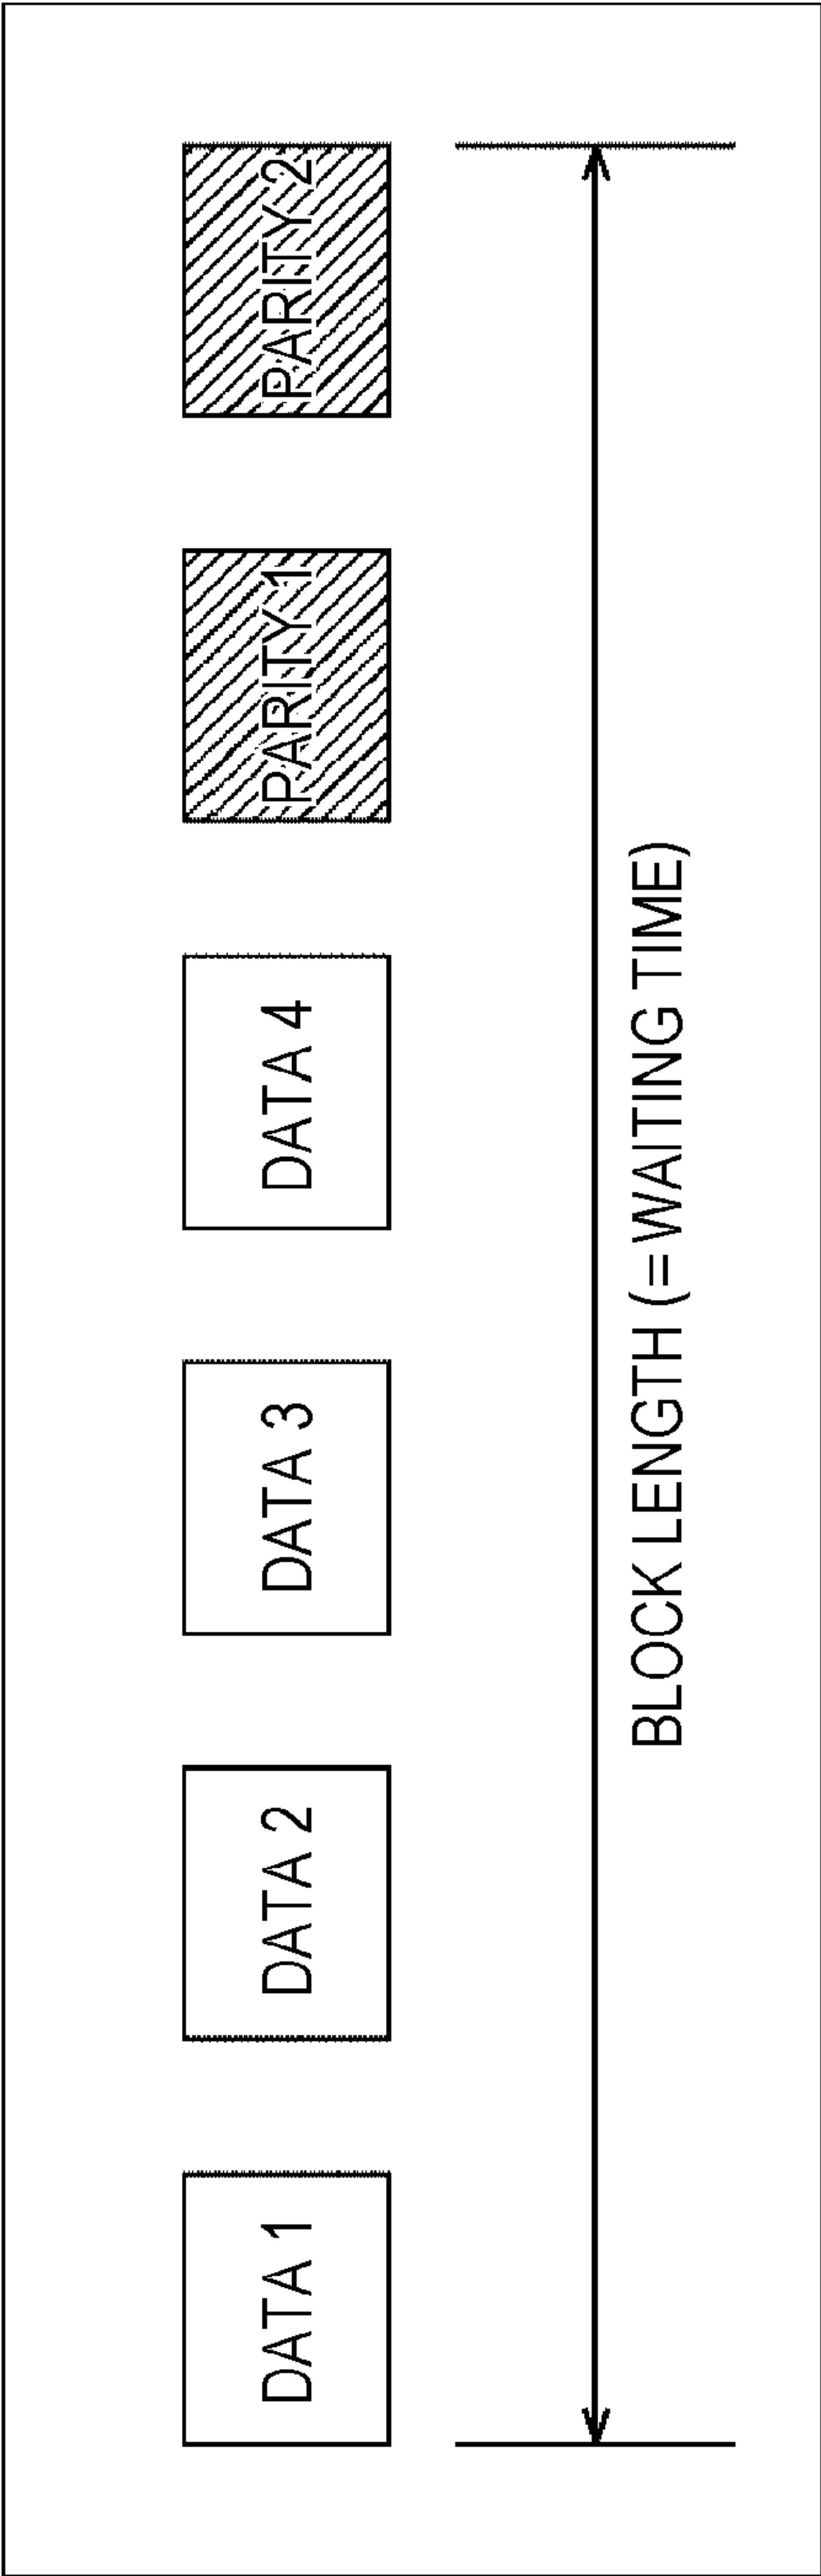 DATA 1
DATA 2
DATA 3
DATA 4
PARITY 1
PARITY 2
BLOCK LENGTH (= WAITING TIME)